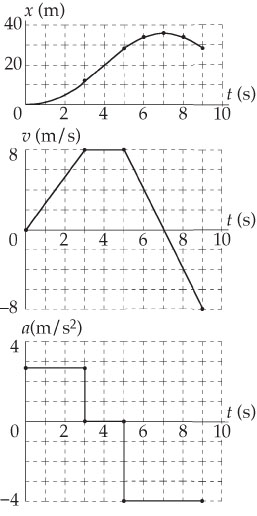 x (m)
40
20
0 2 4 6 8 10
t (s)
v (m/s)
8
t (s)
0 2 4 6 8 10
–8
a(m/s²)
4
t (s)
0 2 4 6 8 10
–4